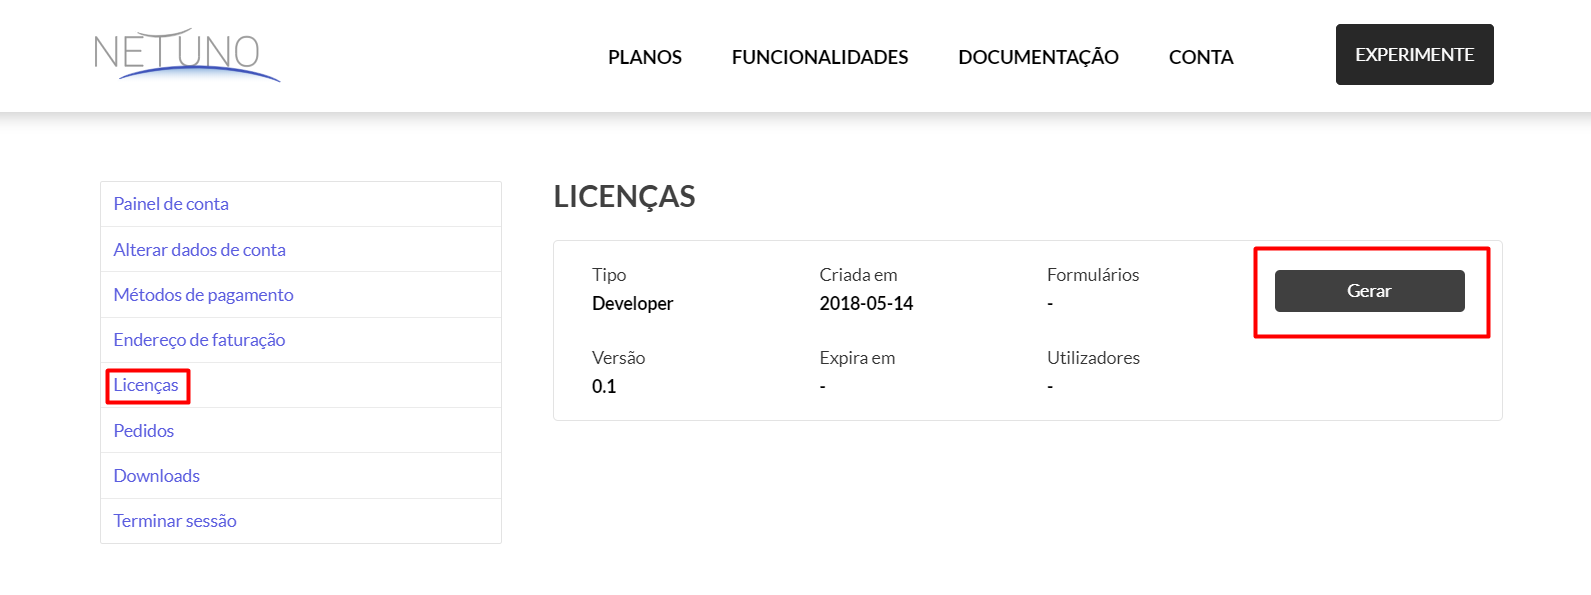 NETUNO
PLANOS FUNCIONALIDADES DOCUMENTAÇÃO CONTA EXPERIMENTE
Painel de conta
Alterar dados de conta
Métodos de pagamento
Endereço de faturação
Licenças
Pedidos
Downloads
Terminar sessão
LICENÇAS
Tipo Criada em Formulários Gerar
Developer 2018-05-14 -
Versão Expira em Utilizadores
0.1 - -